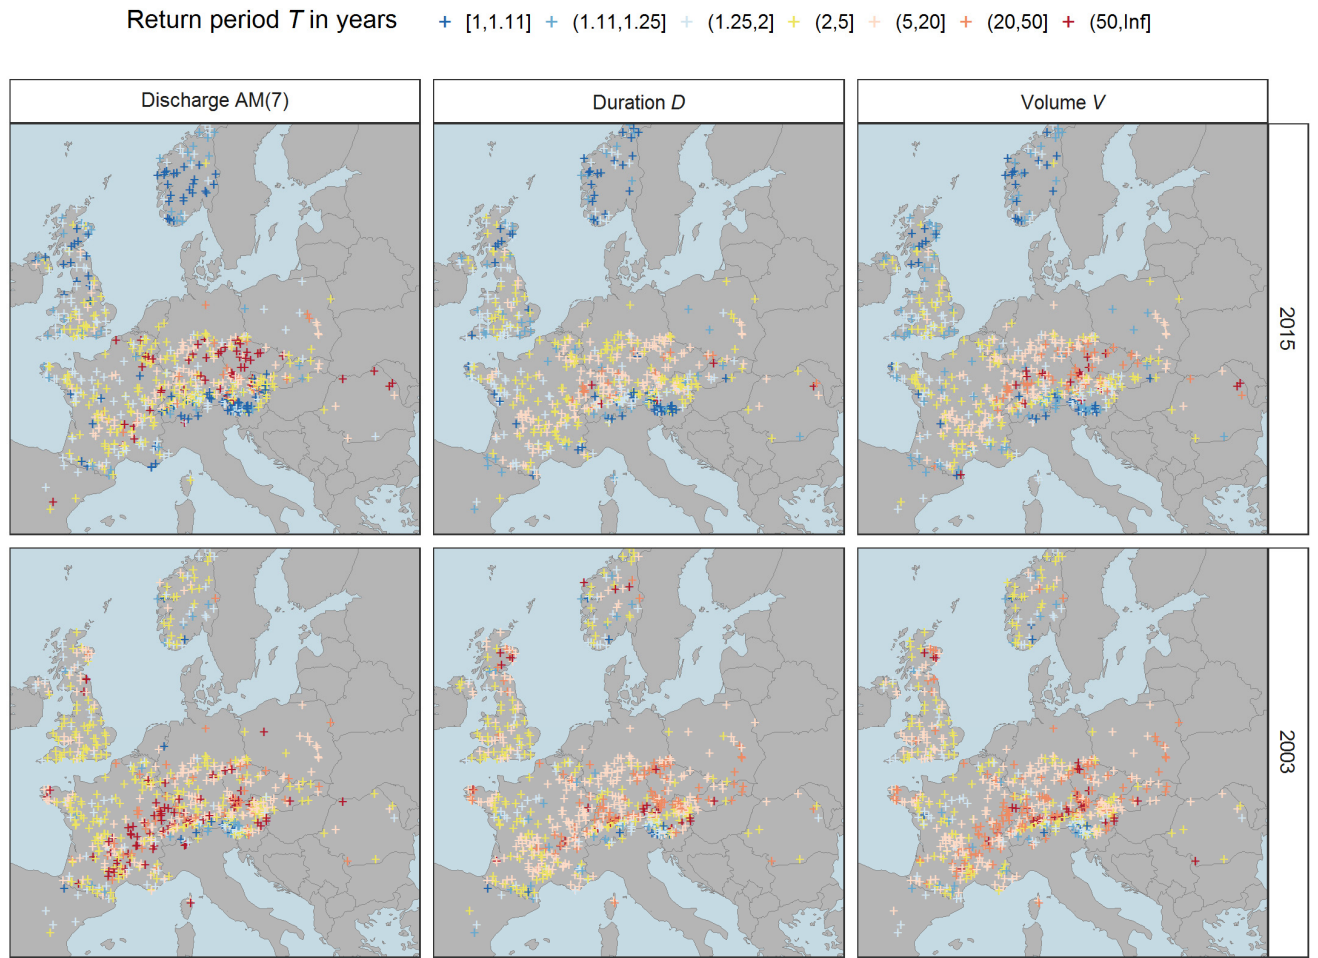 Return period T in years [1,1.11] (1.11,1.25] (1.25,2] (2,5] (5,20] (20,50] (50,Inf]
Discharge AM(7)
Duration D
Volume V
2015
2003